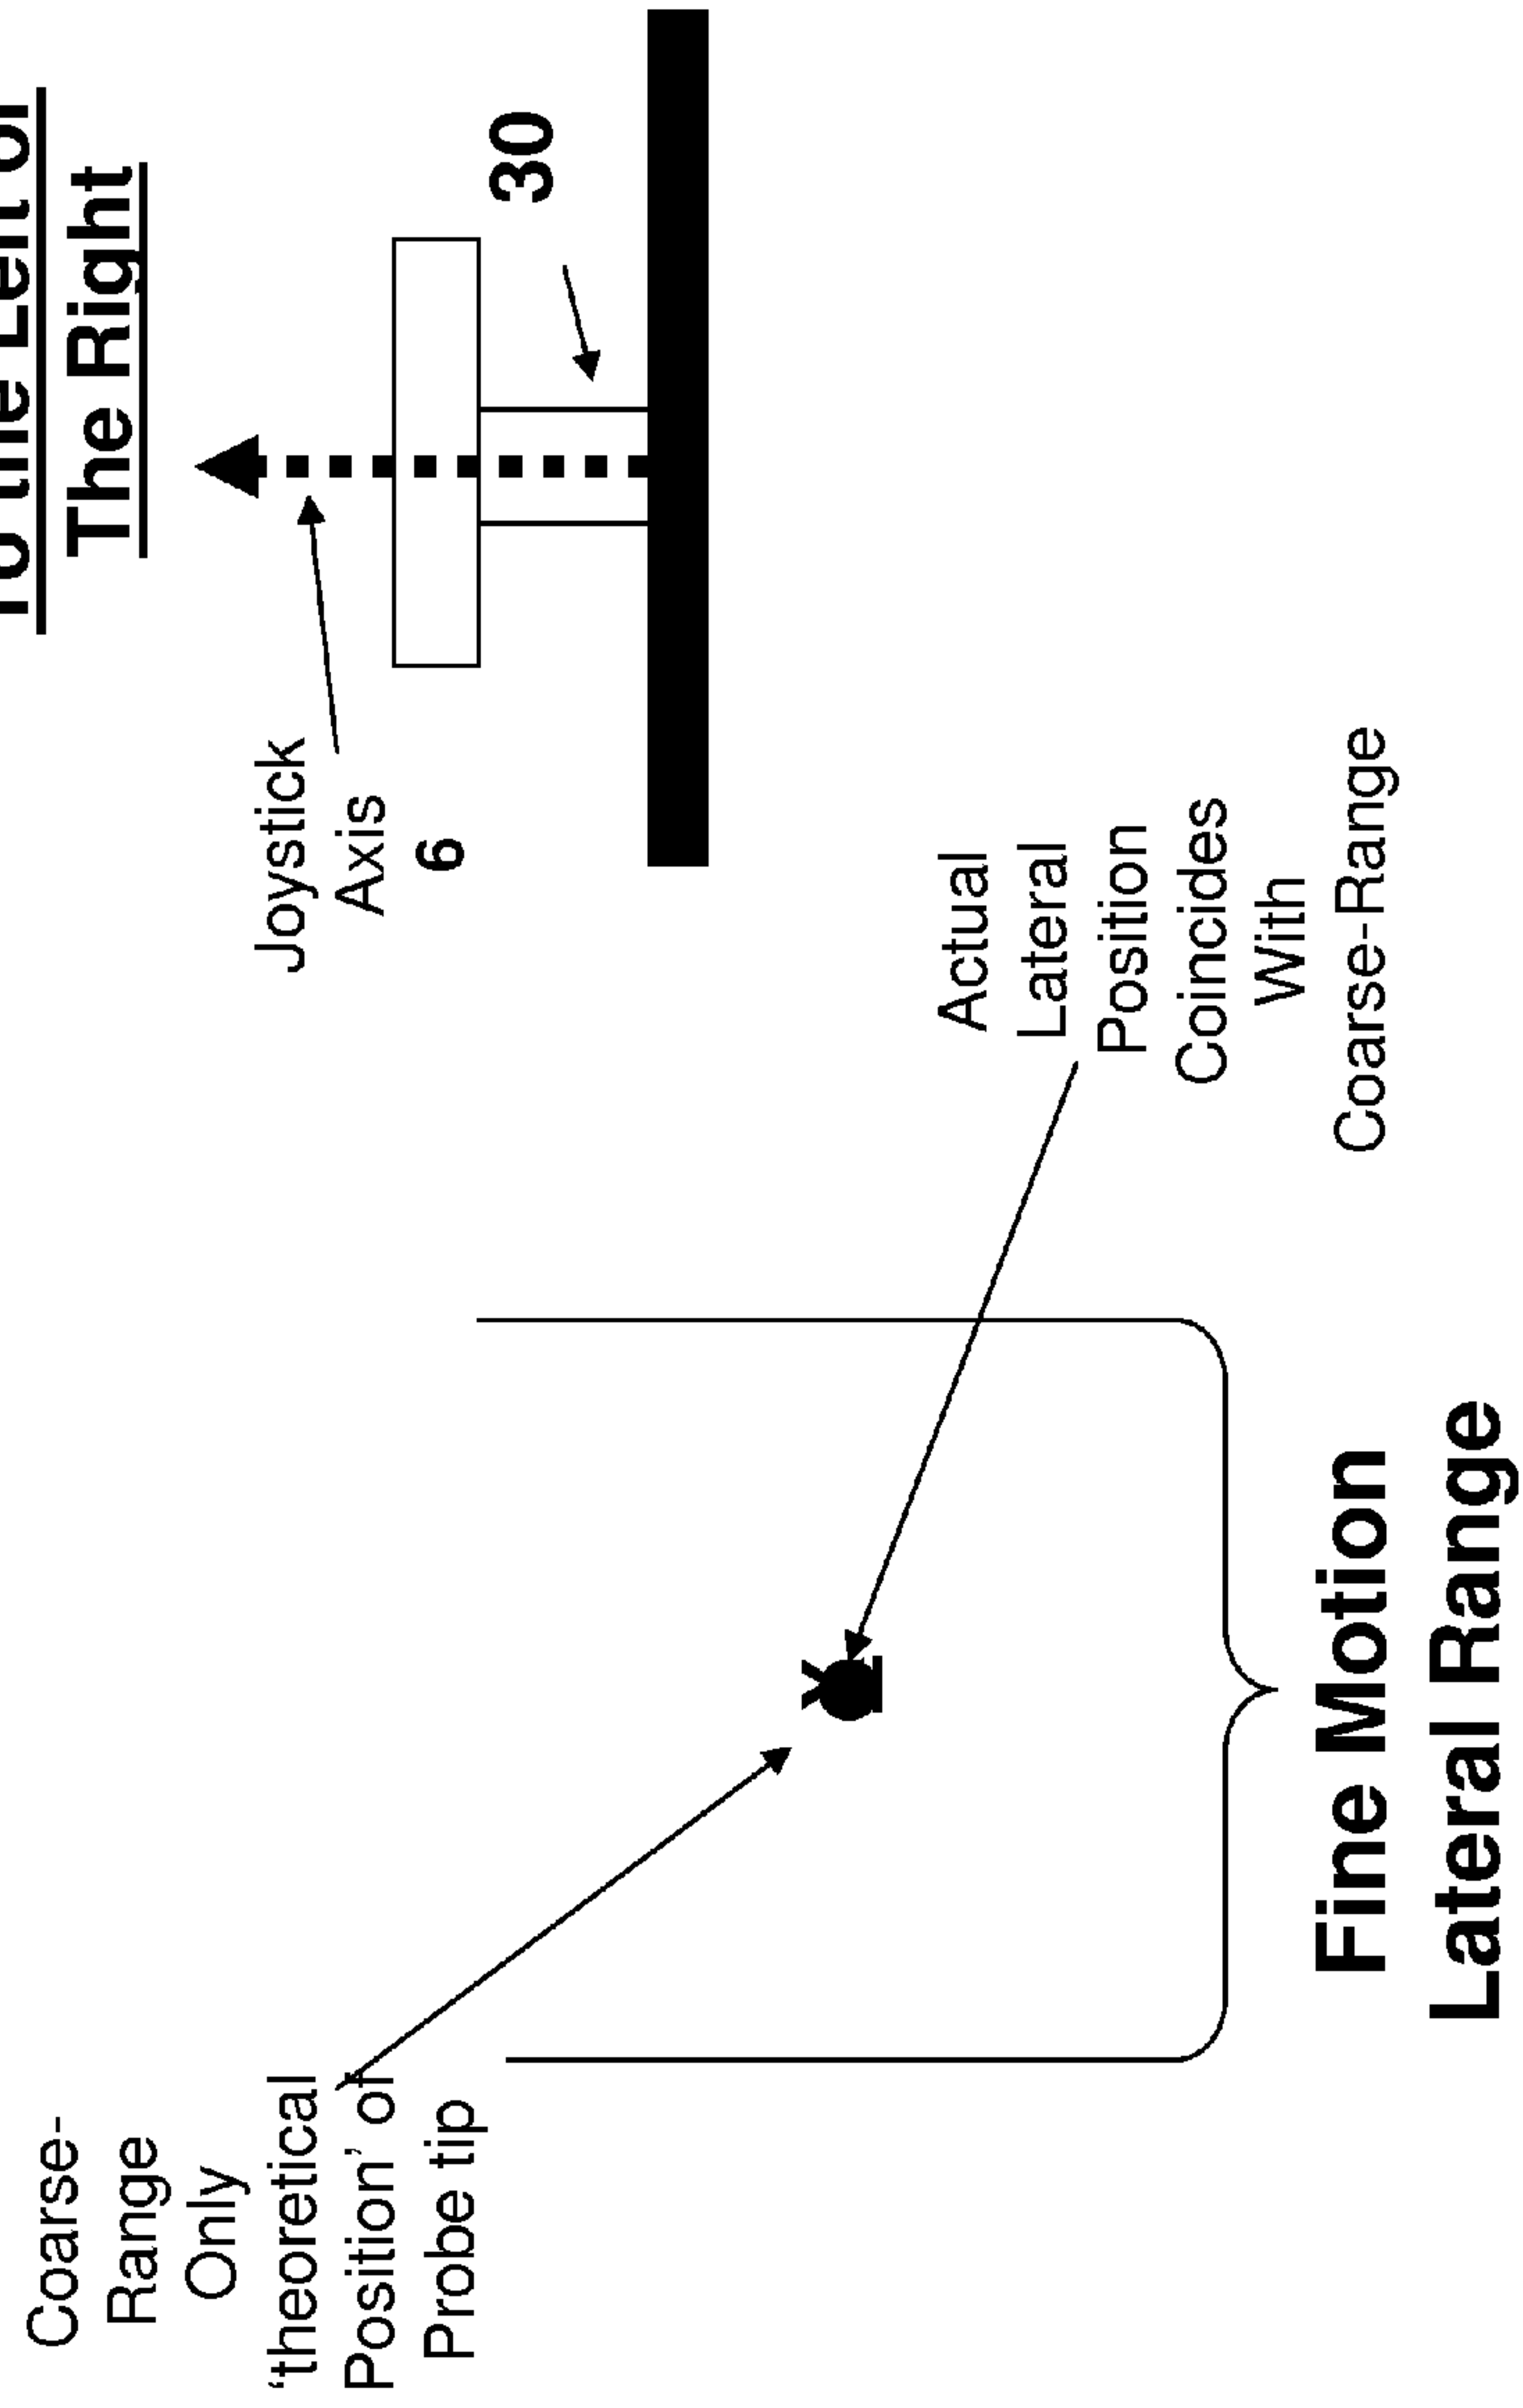 To the Left or
The Right
Coarse-
Range
Only
‘theoretical
Position’ of
Probe tip
Joystick
Axis
6
30
X
Actual
Lateral
Position
Coincides
With
Coarse-Range
Fine Motion
Lateral Range